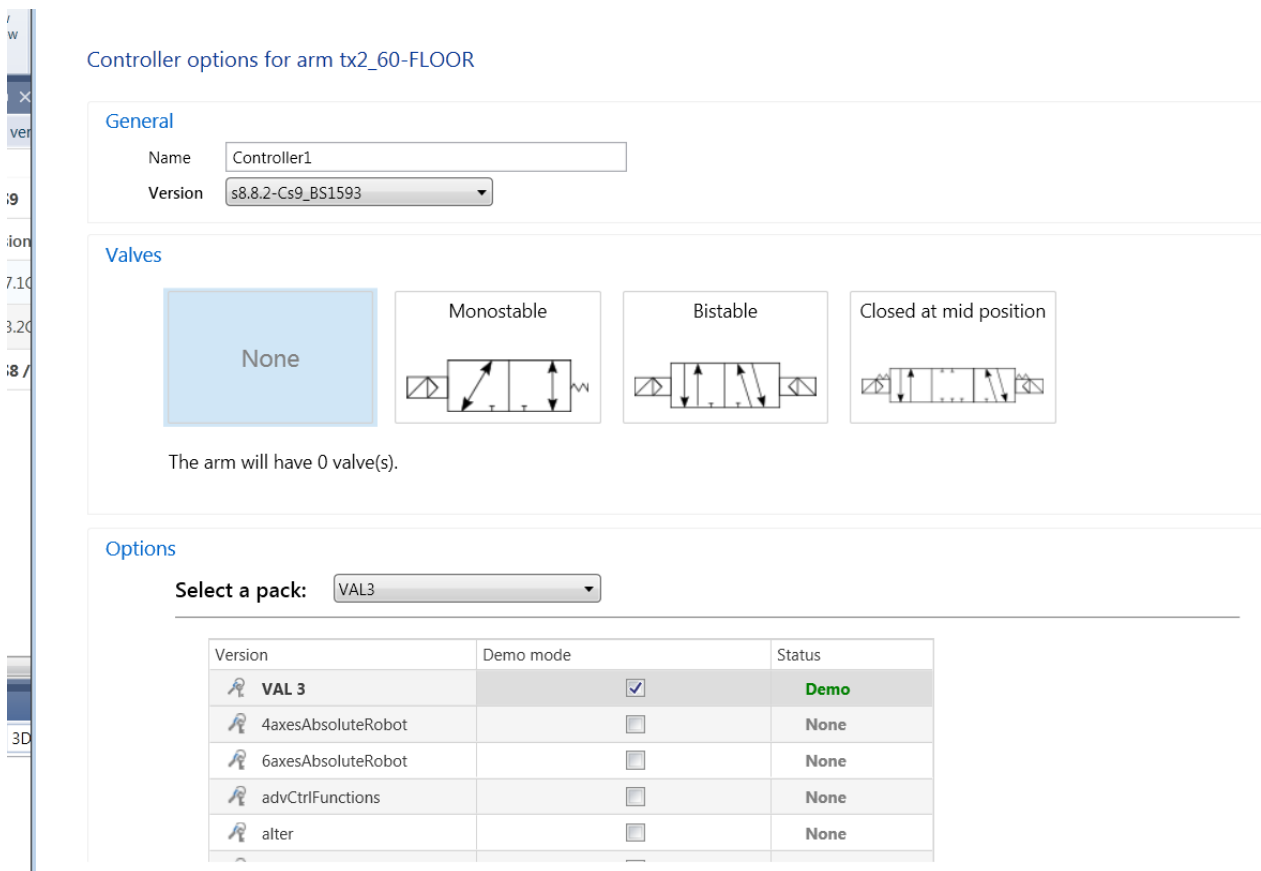 w
Controller options for arm tx2_60-FLOOR
ver
General
Name Controller1
Version s8.8.2-Cs9_BS1593
Valves
None
Monostable
Bistable
Closed at mid position
The arm will have 0 valve(s).
Options
Select a pack: VAL3
Version Demo mode Status
VAL 3 Demo
4axesAbsoluteRobot None
6axesAbsoluteRobot None
advCtrlFunctions None
alter None
3D